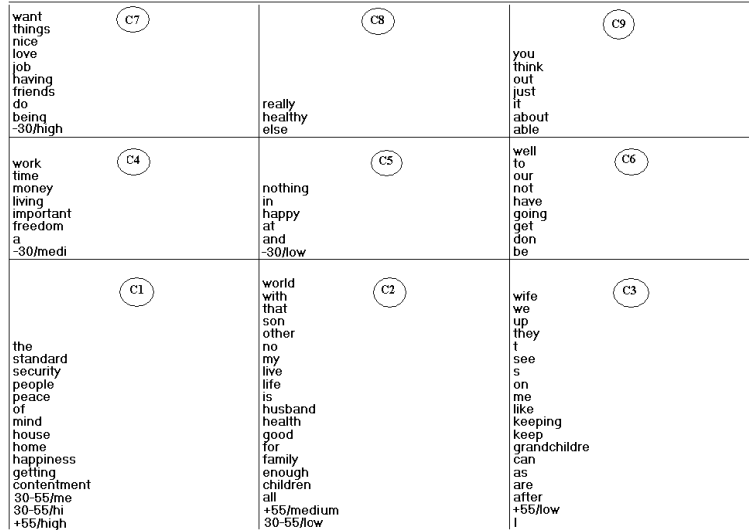 C7
want
things
nice
love
job
having
friends
do
being
-30/high
C8
really
healthy
else
C9
you
think
out
just
it
about
able
C4
work
time
money
living
important
freedom
a
-30/medi
C5
nothing
in
happy
at
and
-30/low
C6
well
to
our
not
have
going
get
don
be
C1
the
standard
security
people
peace
of
mind
house
home
happiness
getting
contentment
30-55/me
30-55/hi
+55/high
C2
world
with
that
son
other
no
my
live
life
is
husband
health
good
for
family
enough
children
all
+55/medium
30-55/low
C3
wife
we
up
they
t
see
s
on
me
like
keeping
keep
grandchildre
can
as
are
after
+55/low
I